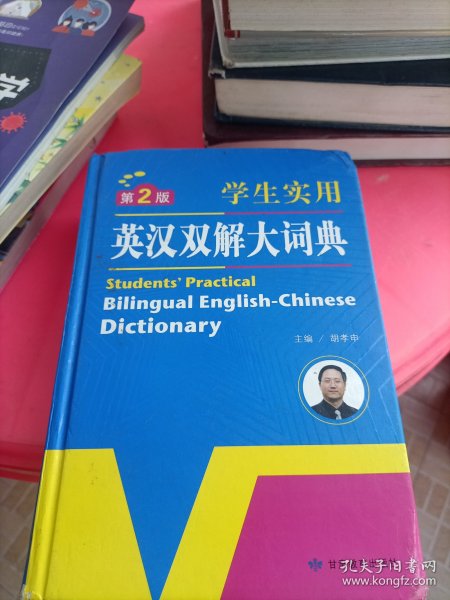 学
第2版
学生实用
英汉双解大词典
Students' Practical
Bilingual English-Chinese
Dictionary
主编 / 胡孝申
孔夫子旧书网
www.kongfz.com